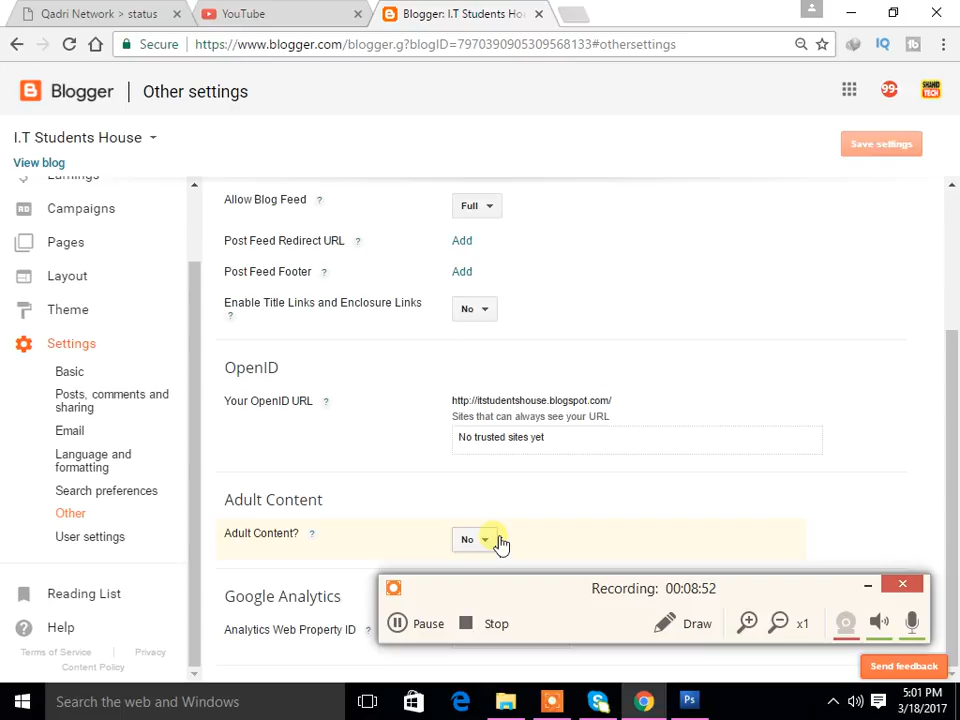 Qadri Network > status
YouTube
Blogger: I.T Students Hou
Secure
https://www.blogger.com/blogger.g?blogID=7970390905309568133#othersettings
IQ
Blogger
Other settings
99+
SHAHID TECH
I.T Students House
Save settings
View blog
Earnings
Campaigns
Pages
Layout
Theme
Settings
Basic
Posts, comments and
sharing
Email
Language and
formatting
Search preferences
Other
User settings
Reading List
Help
Terms of Service
Privacy
Content Policy
Allow Blog Feed ?
Full
Post Feed Redirect URL ?
Add
Post Feed Footer ?
Add
Enable Title Links and Enclosure Links
?
No
OpenID
Your OpenID URL ?
http://itstudentshouse.blogspot.com/
Sites that can always see your URL
No trusted sites yet
Adult Content
Adult Content? ?
No
Google Analytics
Analytics Web Property ID ?
Recording: 00:08:52
Pause
Stop
Draw
x1
Send feedback
Search the web and Windows
5:01 PM
3/18/2017